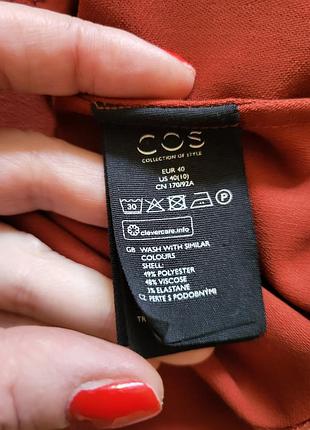 COS
COLLECTION OF STYLE
EUR 40
US 40(10)
CN 170/92A
30 P
clevercare.info
GB WASH WITH SIMILAR
COLOURS
SHELL:
49% POLYESTER
48% VISCOSE
3% ELASTANE
CZ PERTE S PODOBNÝMI
TR